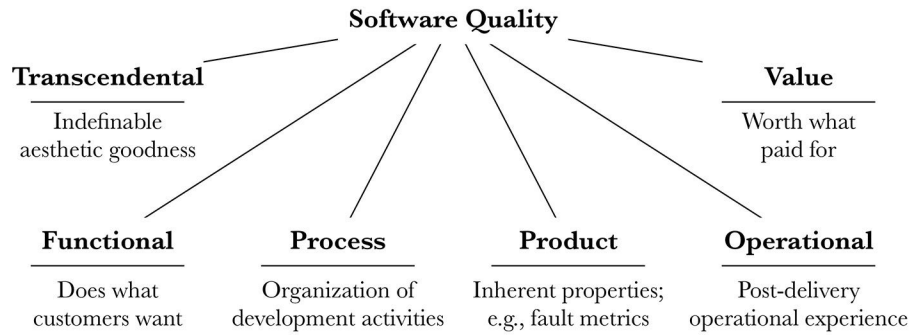 Software Quality
Transcendental
Indefinable
aesthetic goodness
Value
Worth what
paid for
Functional
Does what
customers want
Process
Organization of
development activities
Product
Inherent properties;
e.g., fault metrics
Operational
Post-delivery
operational experience